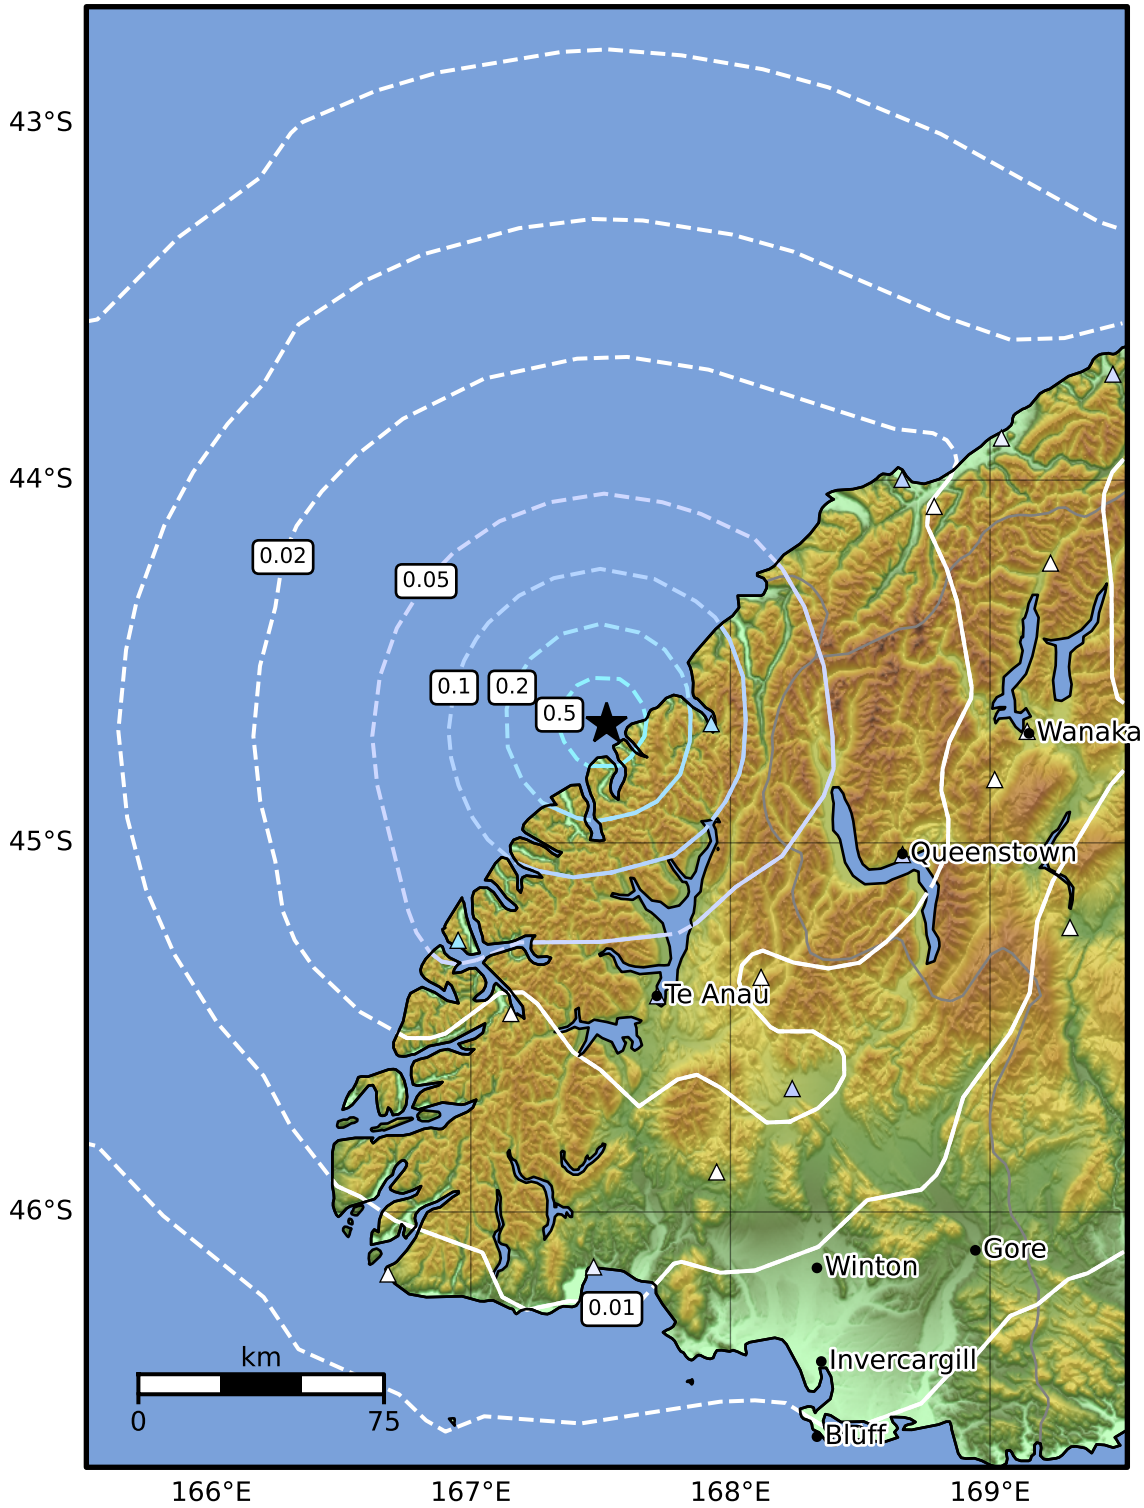 43°S
44°S
0.02
0.05
0.1
0.2
0.5
Wanaka
45°S
Queenstown
Te Anau
46°S
Gore
Winton
0.01
km
Invercargill
0
75
Bluff
166°E
167°E
168°E
169°E